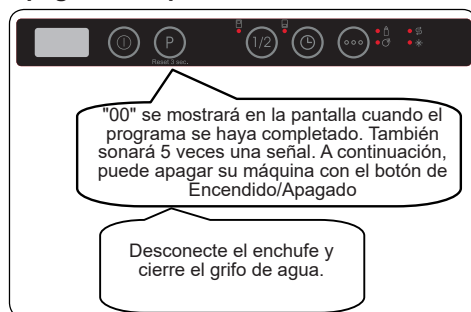 P
1/2
Reset 3 sec.
"00" se mostrará en la pantalla cuando el
programa se haya completado. También
sonará 5 veces una señal. A continuación,
puede apagar su máquina con el botón de
Encendido/Apagado
Desconecte el enchufe y
cierre el grifo de agua.